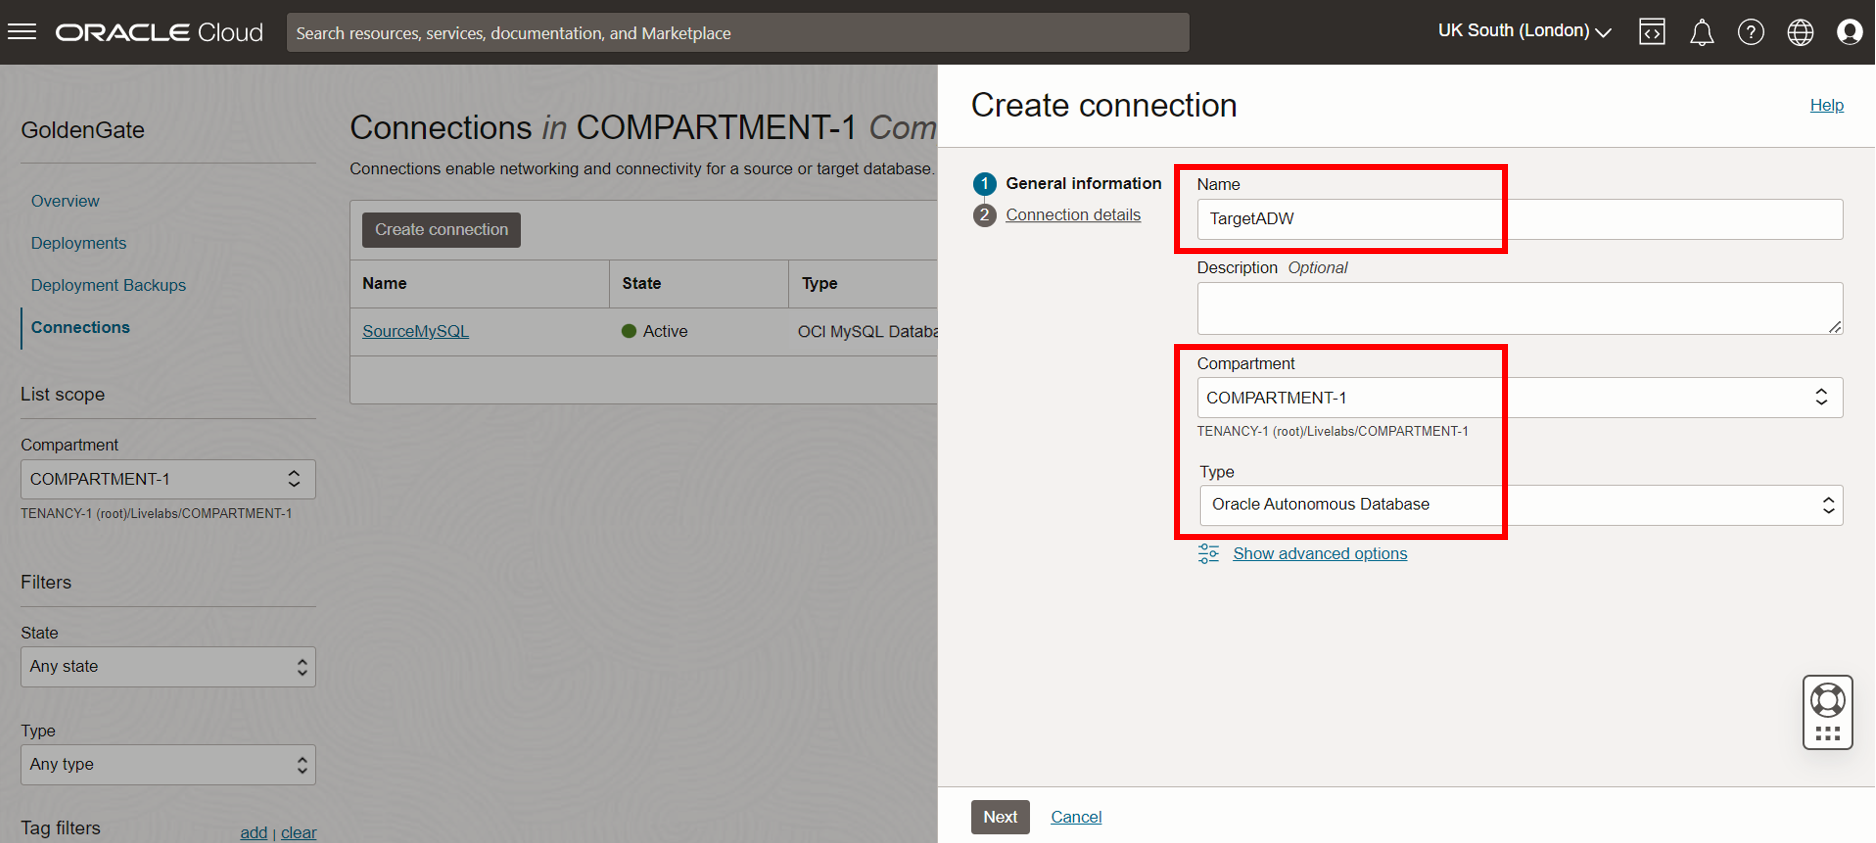 ORACLE Cloud
Search resources, services, documentation, and Marketplace
UK South (London)
GoldenGate
Overview
Deployments
Deployment Backups
Connections
List scope
Compartment
COMPARTMENT-1
TENANCY-1 (root)/Livelabs/COMPARTMENT-1
Filters
State
Any state
Type
Any type
Tag filters
add | clear
Connections in COMPARTMENT-1 Com
Connections enable networking and connectivity for a source or target database.
Create connection
Name State Type
SourceMySQL Active OCI MySQL Databa
Create connection
Help
1 General information
2 Connection details
Name
TargetADW
Description Optional
Compartment
COMPARTMENT-1
TENANCY-1 (root)/Livelabs/COMPARTMENT-1
Type
Oracle Autonomous Database
Show advanced options
Next Cancel